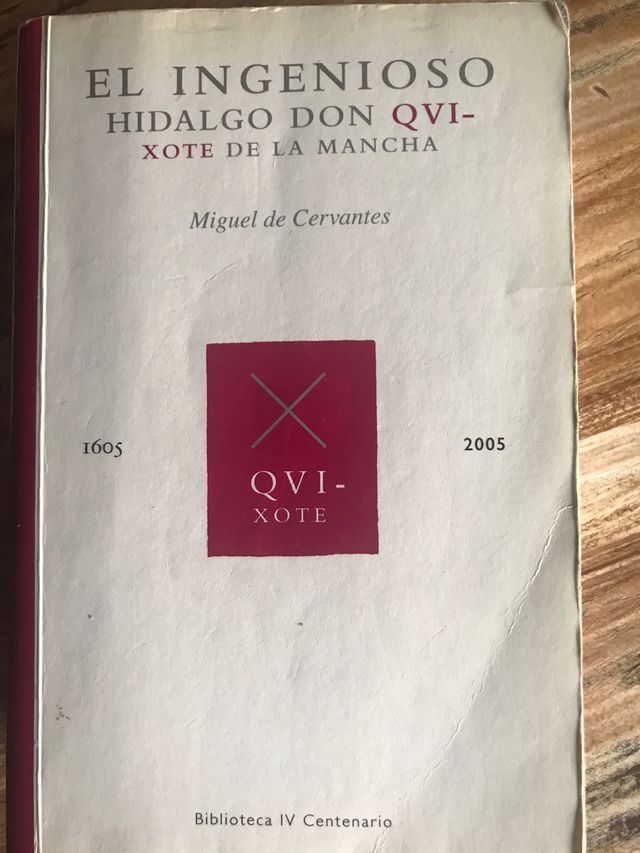 EL INGENIOSO
HIDALGO DON QVI-
XOTE DE LA MANCHA
Miguel de Cervantes
1605
QVI-
XOTE
2005
Biblioteca IV Centenario